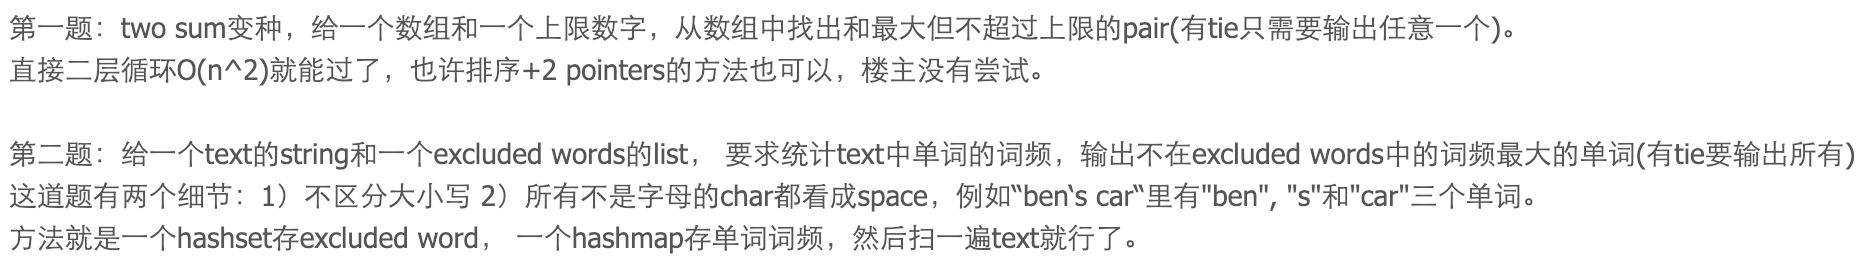 第一题：two sum变种，给一个数组和一个上限数字，从数组中找出和最大但不超过上限的pair(有tie只需要输出任意一个)。
直接二层循环O(n^2)就能过了，也许排序+2 pointers的方法也可以，楼主没有尝试。
第二题：给一个text的string和一个excluded words的list， 要求统计text中单词的词频，输出不在excluded words中的词频最大的单词(有tie要输出所有)
这道题有两个细节：1）不区分大小写 2）所有不是字母的char都看成space，例如“ben‘s car“里有"ben", "s"和"car"三个单词。
方法就是一个hashset存excluded word， 一个hashmap存单词词频，然后扫一遍text就行了。